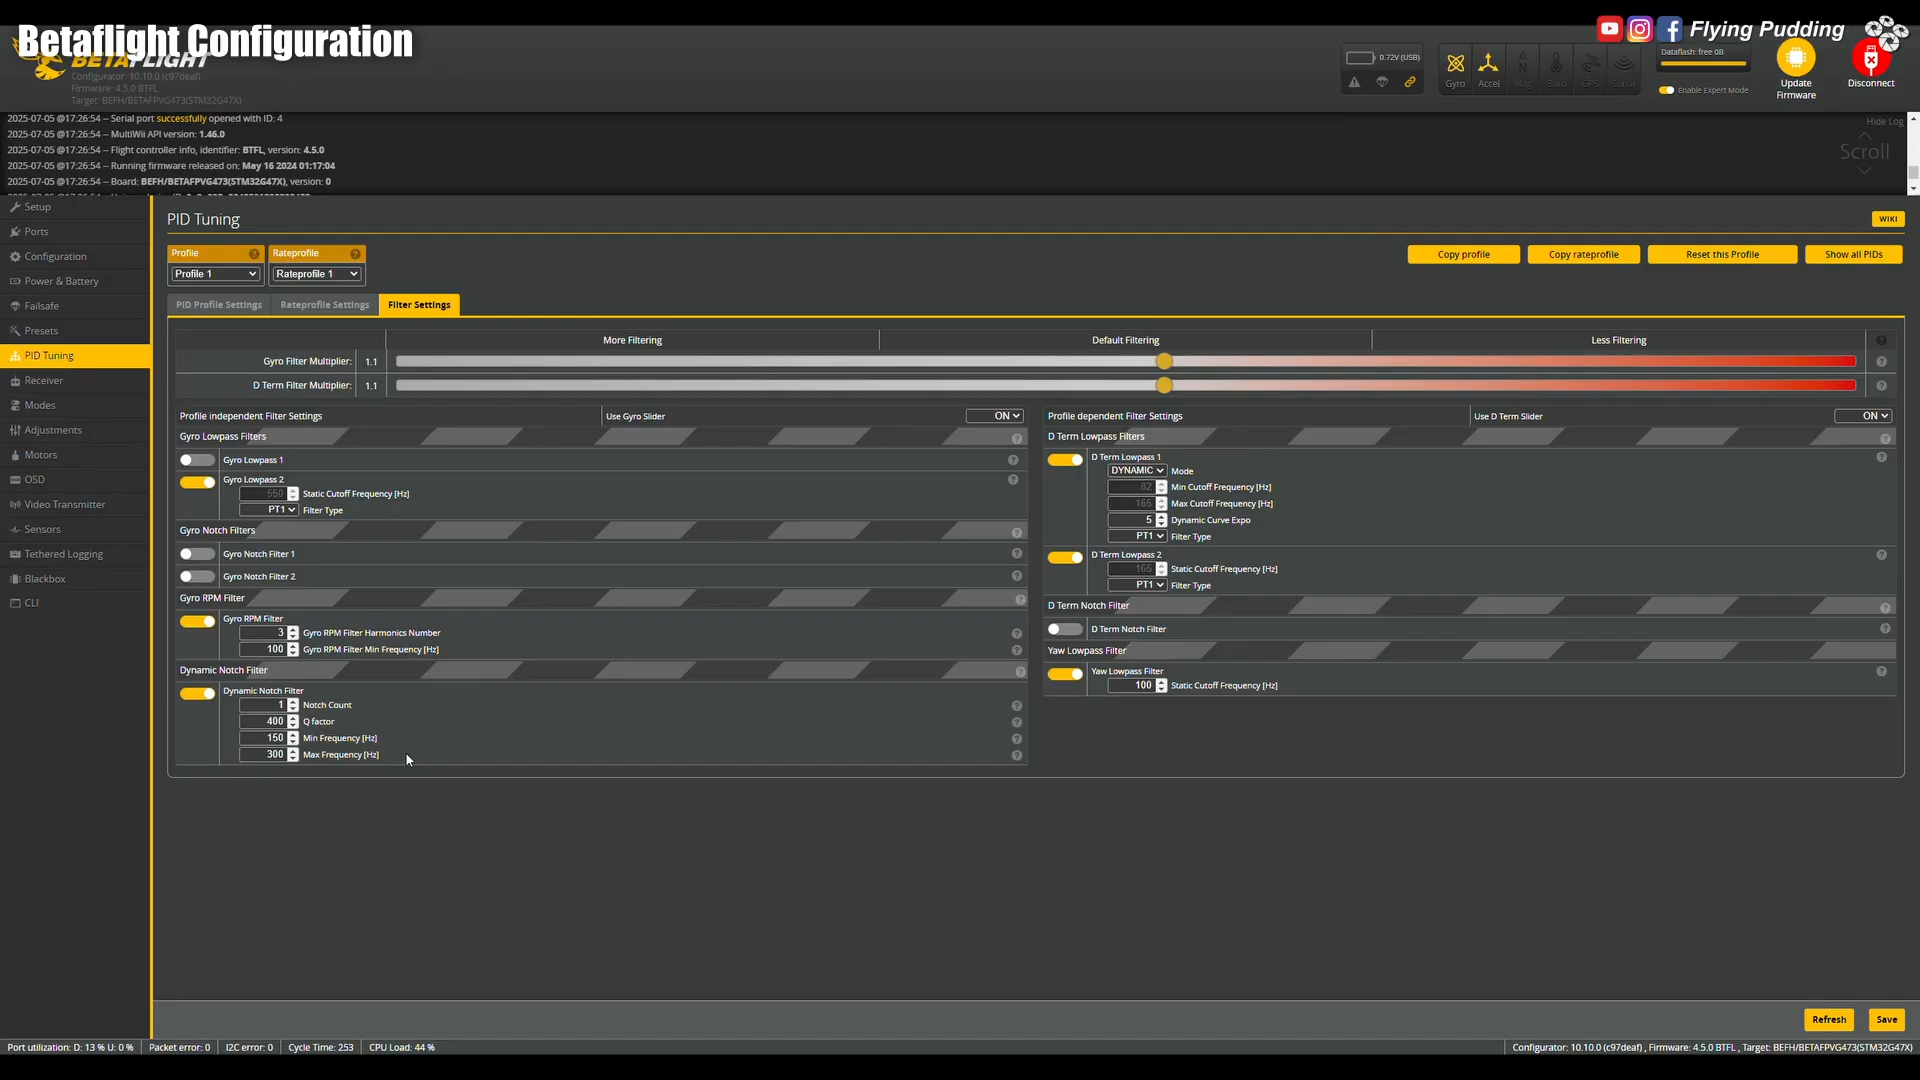 Betaflight Configuration
Flying Pudding
BETAFLIGHT
Configurator: 10.10.0 (c97deaf)
Firmware: 4.5.0 BTFL
Target: BEFH/BETAFPVG473(STM32G47X)
0.72V (USB)
Gyro
Accel
Mag
Baro
GPS
Sonar
Dataflash: free 0B
Enable Expert Mode
Update
Firmware
Disconnect
Hide Log
Scroll
2025-07-05 @17:26:54 -- Serial port successfully opened with ID: 4
2025-07-05 @17:26:54 -- MultiWii API version: 1.46.0
2025-07-05 @17:26:54 -- Flight controller info, identifier: BTFL, version: 4.5.0
2025-07-05 @17:26:54 -- Running firmware released on: May 16 2024 01:17:04
2025-07-05 @17:26:54 -- Board: BEFH/BETAFPVG473(STM32G47X), version: 0
Setup
Ports
Configuration
Power & Battery
Failsafe
Presets
PID Tuning
Receiver
Modes
Adjustments
Motors
OSD
Video Transmitter
Sensors
Tethered Logging
Blackbox
CLI
PID Tuning
WIKI
Profile
Profile 1
Rateprofile
Rateprofile 1
Copy profile
Copy rateprofile
Reset this Profile
Show all PIDs
PID Profile Settings
Rateprofile Settings
Filter Settings
More Filtering
Default Filtering
Less Filtering
Gyro Filter Multiplier: 1.1
D Term Filter Multiplier: 1.1
Profile independent Filter Settings
Use Gyro Slider
ON
Gyro Lowpass Filters
Gyro Lowpass 1
Gyro Lowpass 2
550 Static Cutoff Frequency [Hz]
PT1 Filter Type
Gyro Notch Filters
Gyro Notch Filter 1
Gyro Notch Filter 2
Gyro RPM Filter
Gyro RPM Filter
3 Gyro RPM Filter Harmonics Number
100 Gyro RPM Filter Min Frequency [Hz]
Dynamic Notch Filter
Dynamic Notch Filter
1 Notch Count
400 Q factor
150 Min Frequency [Hz]
300 Max Frequency [Hz]
Profile dependent Filter Settings
Use D Term Slider
ON
D Term Lowpass Filters
D Term Lowpass 1
DYNAMIC Mode
82 Min Cutoff Frequency [Hz]
165 Max Cutoff Frequency [Hz]
5 Dynamic Curve Expo
PT1 Filter Type
D Term Lowpass 2
165 Static Cutoff Frequency [Hz]
PT1 Filter Type
D Term Notch Filter
D Term Notch Filter
Yaw Lowpass Filter
Yaw Lowpass Filter
100 Static Cutoff Frequency [Hz]
Refresh
Save
Port utilization: D: 13 % U: 0 %
Packet error: 0
I2C error: 0
Cycle Time: 253
CPU Load: 44 %
Configurator: 10.10.0 (c97deaf) , Firmware: 4.5.0 BTFL , Target: BEFH/BETAFPVG473(STM32G47X)